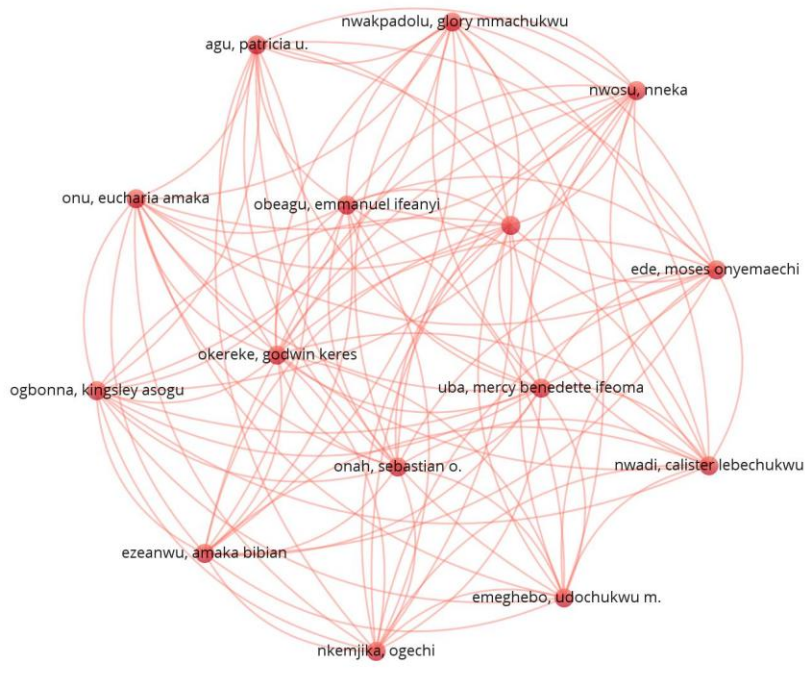 nwakpadolu, glory mmachukwu
agu, patricia u.
nwosu, nneka
onu, eucharia amaka
obeagu, emmanuel ifeanyi
ede, moses onyemaechi
okereke, godwin keres
ogbonna, kingsley asogu
uba, mercy benedette ifeoma
onah, sebastian o.
nwadi, calister lebechukwu
ezeanwu, amaka bibian
emeghebo, udochukwu m.
nkemjika, ogechi